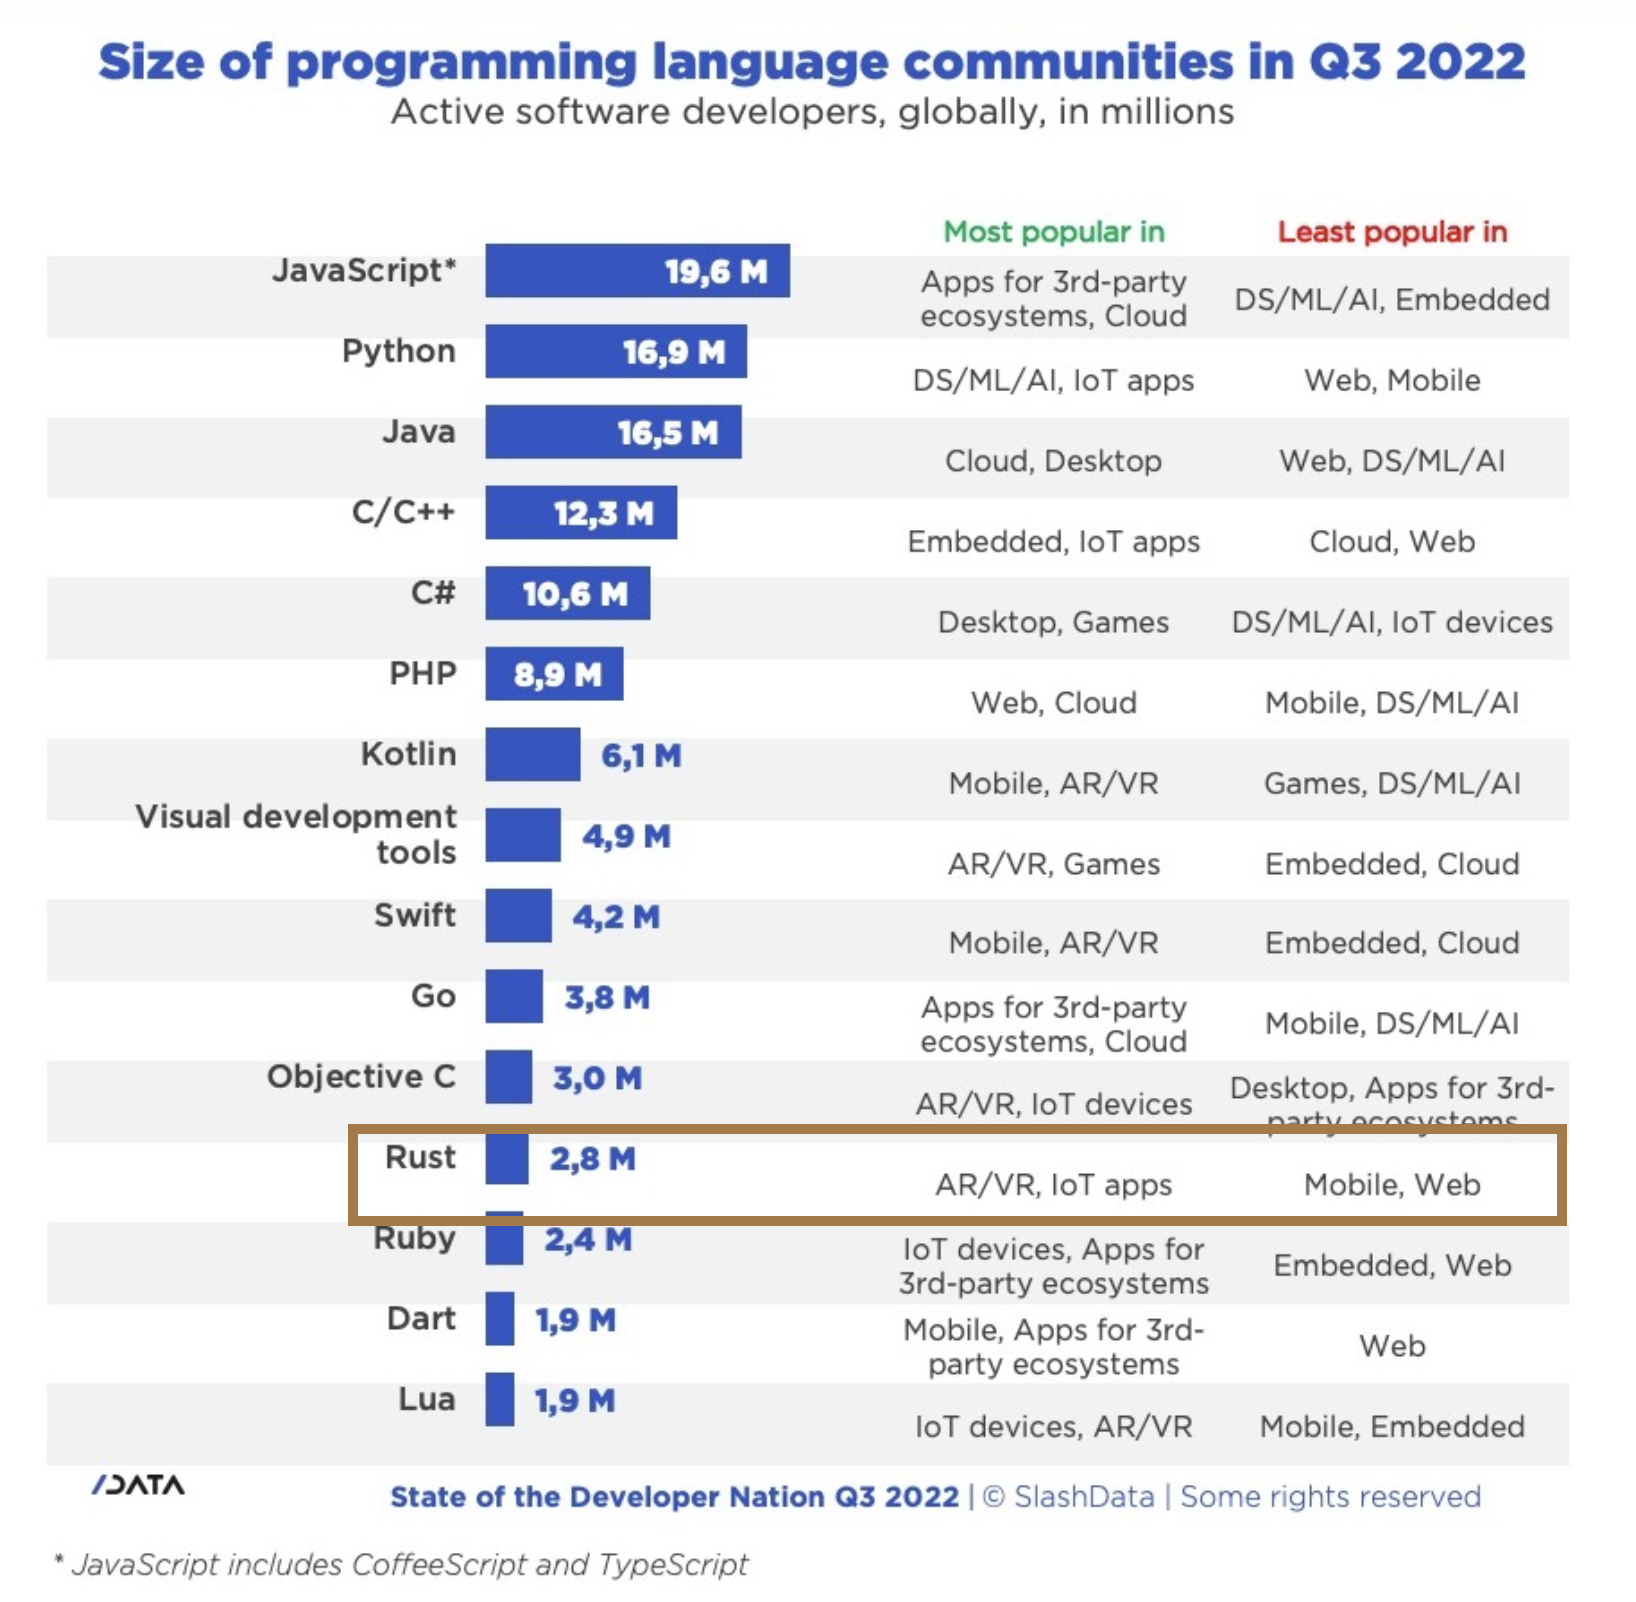 Size of programming language communities in Q3 2022
Active software developers, globally, in millions
Most popular in
Least popular in
JavaScript*
19,6 M
Apps for 3rd-party
ecosystems, Cloud
DS/ML/AI, Embedded
Python
16,9 M
DS/ML/AI, IoT apps
Web, Mobile
Java
16,5 M
Cloud, Desktop
Web, DS/ML/AI
C/C++
12,3 M
Embedded, IoT apps
Cloud, Web
C#
10,6 M
Desktop, Games
DS/ML/AI, IoT devices
PHP
8,9 M
Web, Cloud
Mobile, DS/ML/AI
Kotlin
6,1 M
Mobile, AR/VR
Games, DS/ML/AI
Visual development
tools
4,9 M
AR/VR, Games
Embedded, Cloud
Swift
4,2 M
Mobile, AR/VR
Embedded, Cloud
Go
3,8 M
Apps for 3rd-party
ecosystems, Cloud
Mobile, DS/ML/AI
Objective C
3,0 M
AR/VR, IoT devices
Desktop, Apps for 3rd-
party ecosystems
Rust
2,8 M
AR/VR, IoT apps
Mobile, Web
Ruby
2,4 M
IoT devices, Apps for
3rd-party ecosystems
Embedded, Web
Dart
1,9 M
Mobile, Apps for 3rd-
party ecosystems
Web
Lua
1,9 M
IoT devices, AR/VR
Mobile, Embedded
/DATA
State of the Developer Nation Q3 2022 | © SlashData | Some rights reserved
* JavaScript includes CoffeeScript and TypeScript